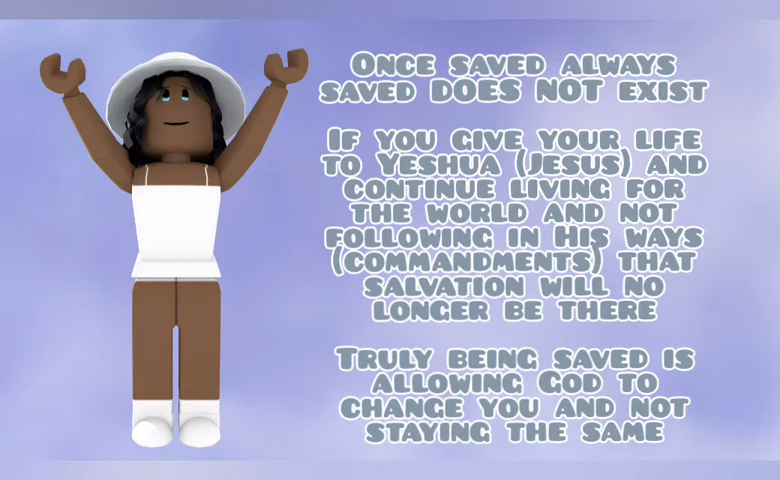 Once saved always
saved DOES NOT exist
If you give your life
to Yeshua (Jesus) and
continue living for
the world and not
following in His ways
(commandments) that
salvation will no
longer be there
Truly being saved is
allowing God to
change you and not
staying the same